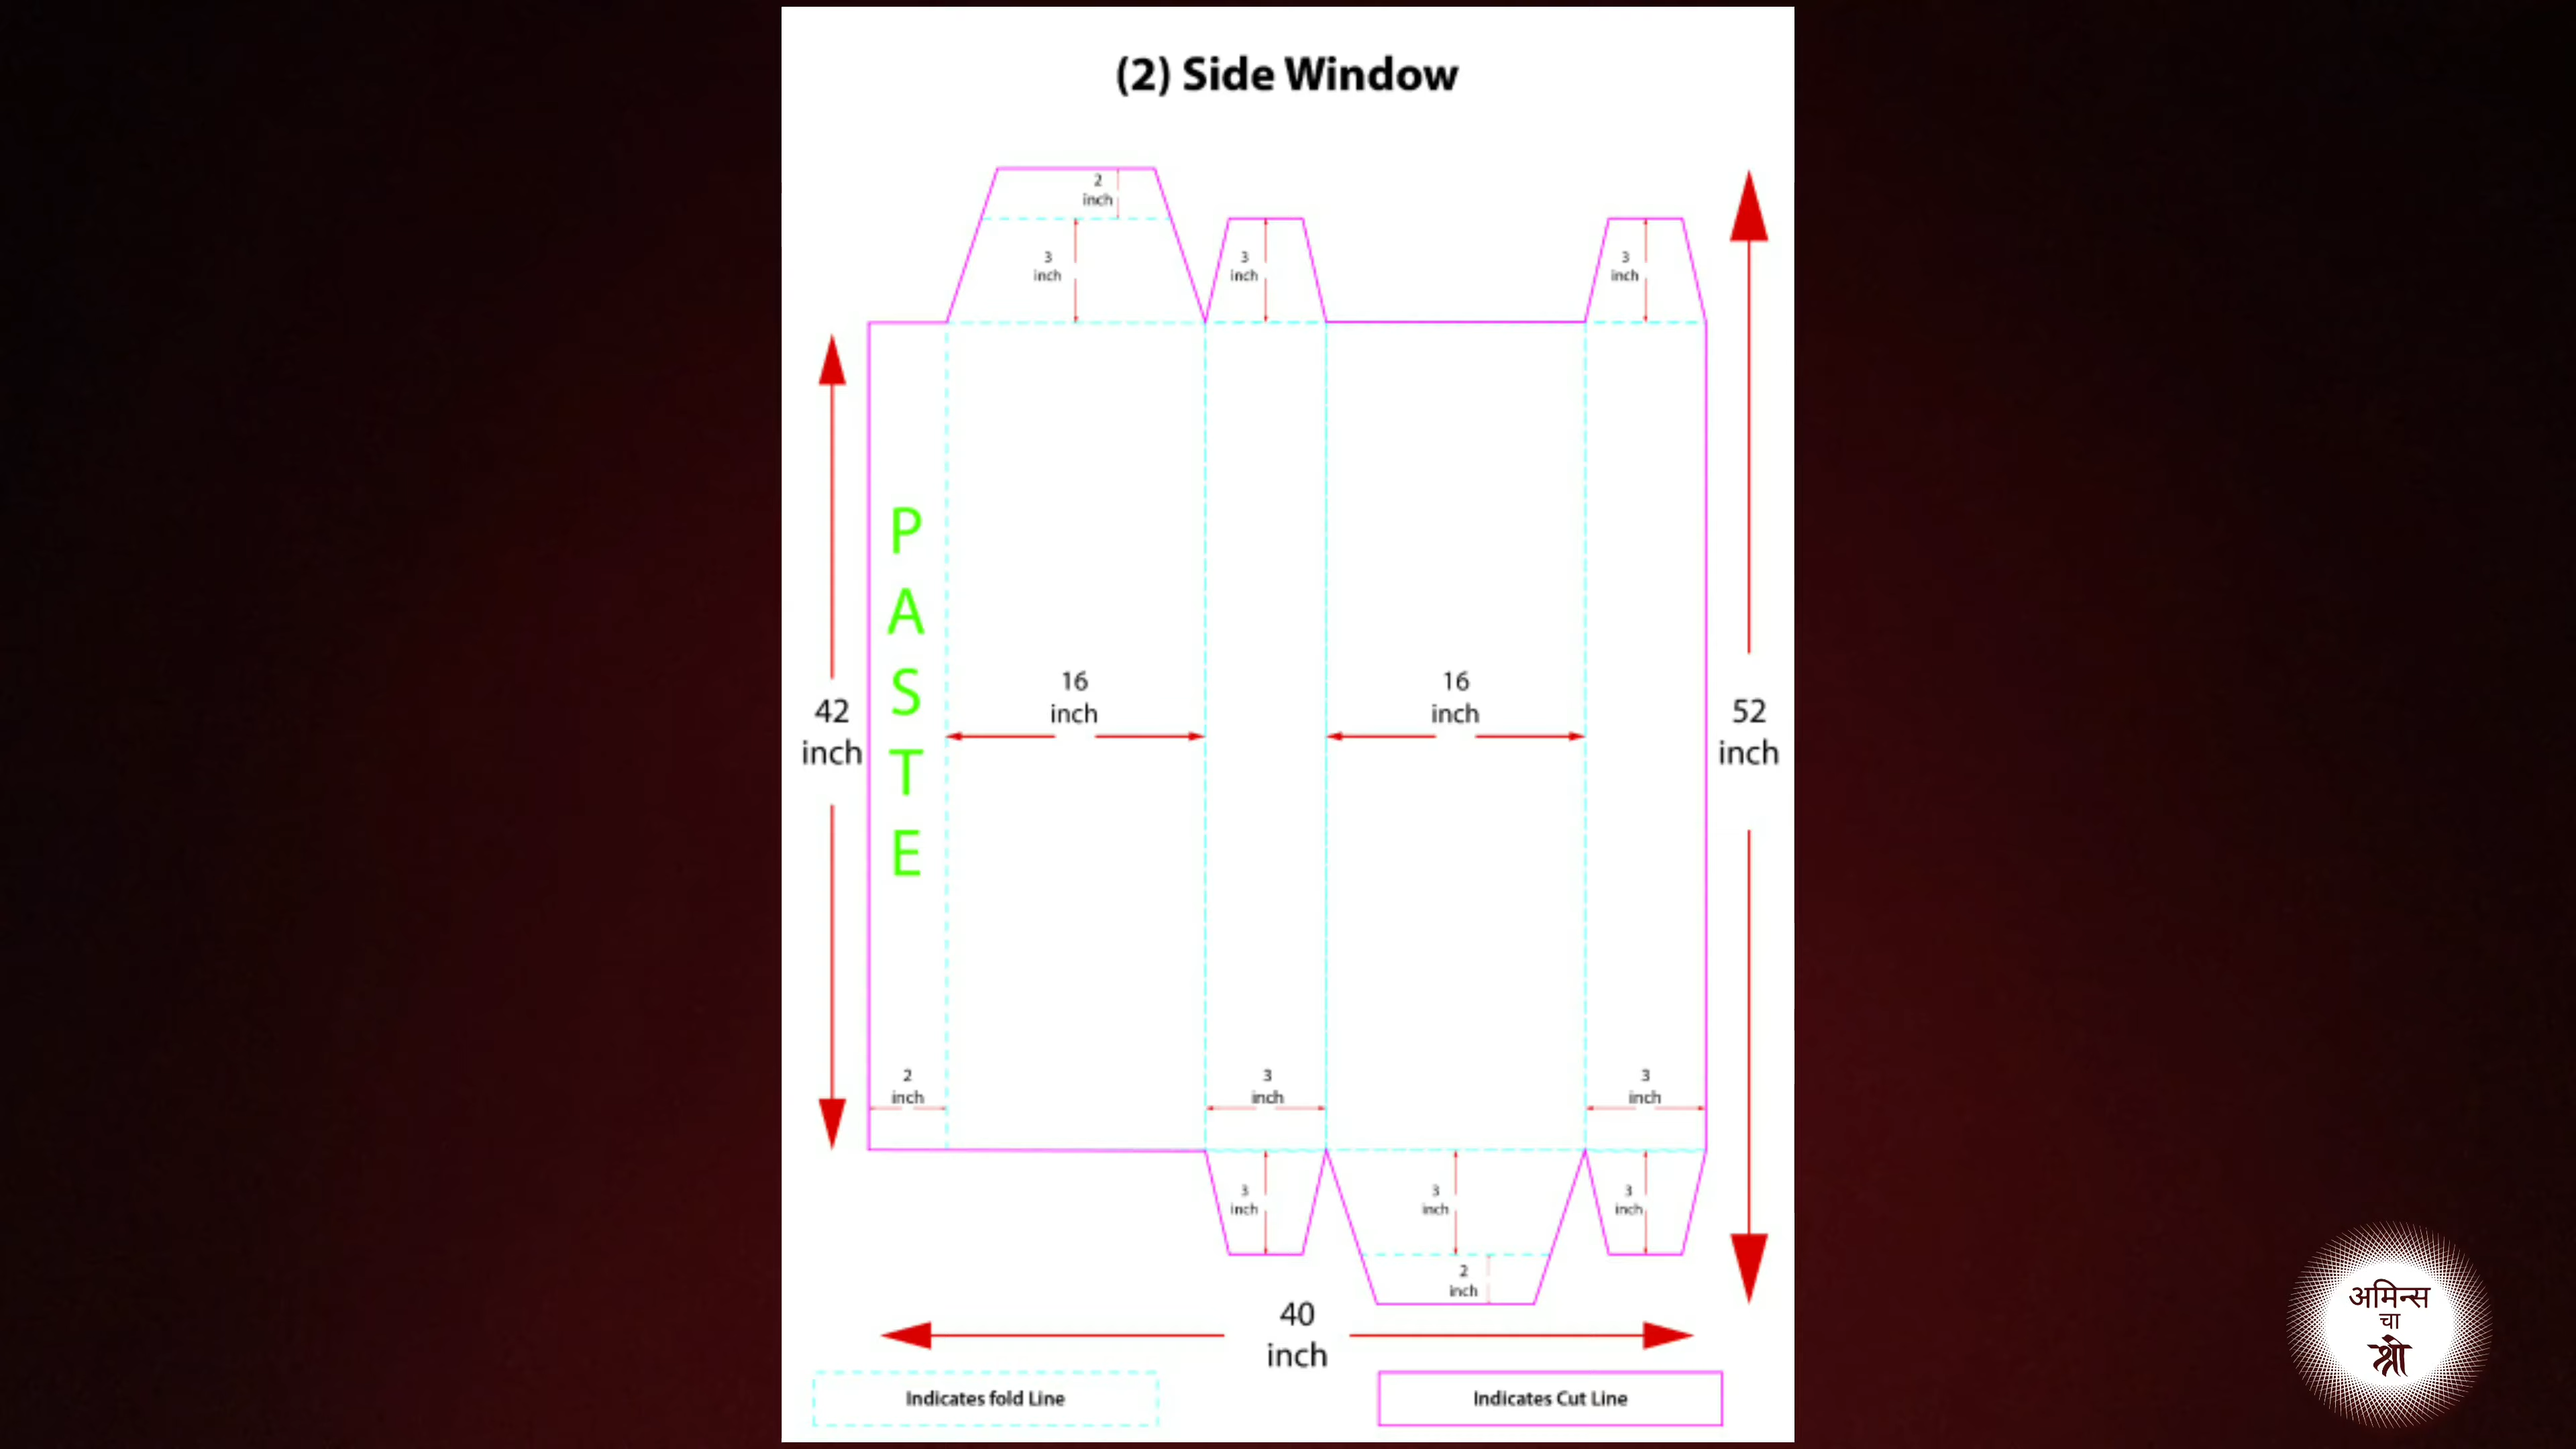 (2) Side Window
2
inch
3
inch
3
inch
3
inch
PASTE
42
inch
16
inch
16
inch
52
inch
2
inch
3
inch
3
inch
3
inch
3
inch
3
inch
2
inch
40
inch
Indicates fold Line
Indicates Cut Line
अमिन्स
चा
श्री